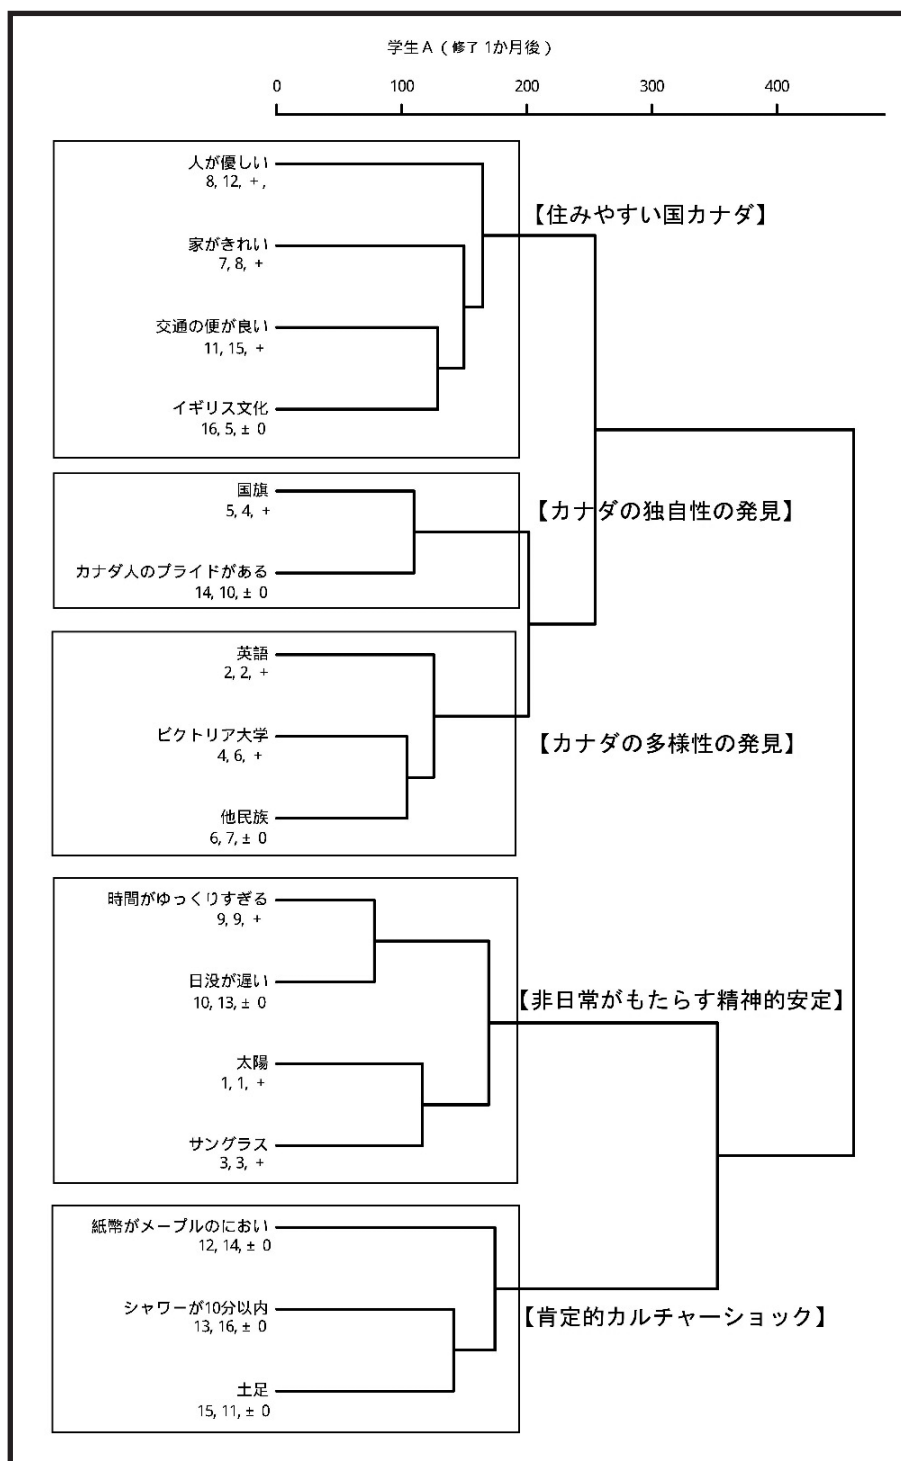 学生A（修了 1か月後）
0 100 200 300 400
人が優しい
8, 12, +,
【住みやすい国カナダ】
家がきれい
7, 8, +
交通の便が良い
11, 15, +
イギリス文化
16, 5, ± 0
国旗
5, 4, +
【カナダの独自性の発見】
カナダ人のプライドがある
14, 10, ± 0
英語
2, 2, +
ビクトリア大学
4, 6, +
【カナダの多様性の発見】
他民族
6, 7, ± 0
時間がゆっくりすぎる
9, 9, +
日没が遅い
10, 13, ± 0
【非日常がもたらす精神的安定】
太陽
1, 1, +
サングラス
3, 3, +
紙幣がメープルのにおい
12, 14, ± 0
シャワーが10分以内
13, 16, ± 0
【肯定的カルチャーショック】
土足
15, 11, ± 0